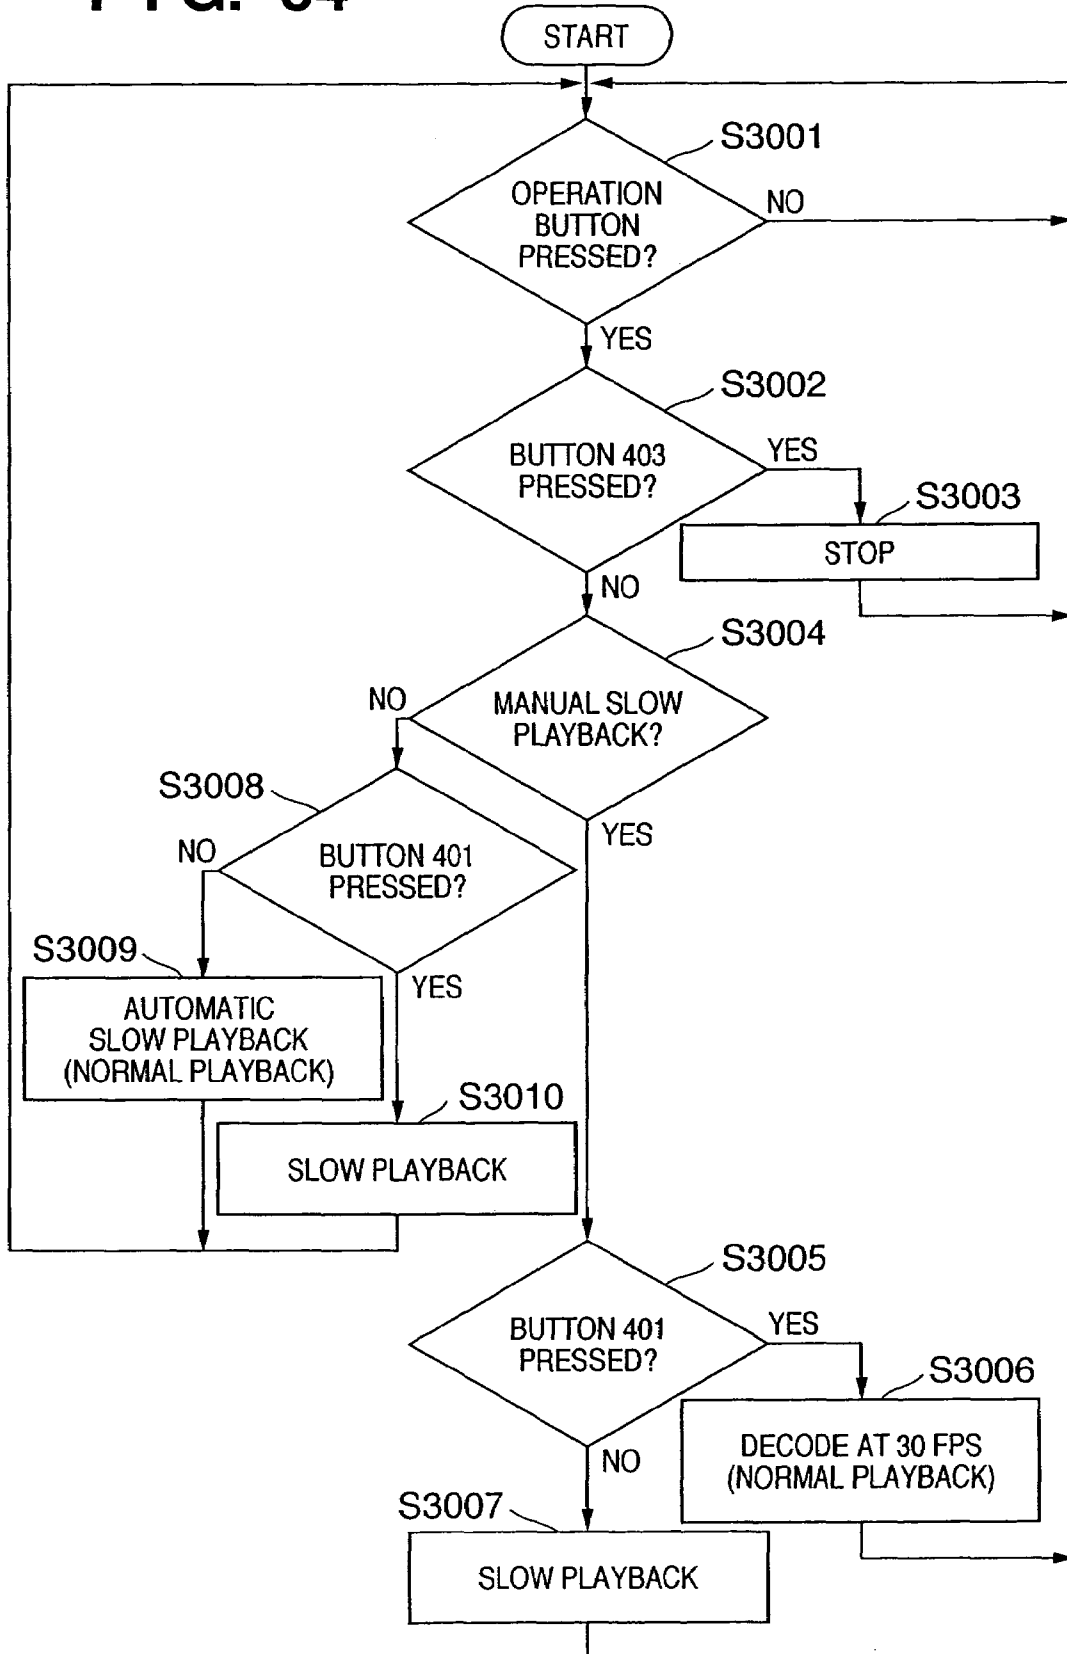 FIG. 34
START
S3001
OPERATION
BUTTON
PRESSED?
NO
YES
S3002
BUTTON 403
PRESSED?
YES
S3003
STOP
NO
S3004
MANUAL SLOW
PLAYBACK?
NO
YES
S3008
BUTTON 401
PRESSED?
NO
YES
S3009
AUTOMATIC
SLOW PLAYBACK
(NORMAL PLAYBACK)
S3010
SLOW PLAYBACK
S3005
BUTTON 401
PRESSED?
YES
S3006
DECODE AT 30 FPS
(NORMAL PLAYBACK)
NO
S3007
SLOW PLAYBACK